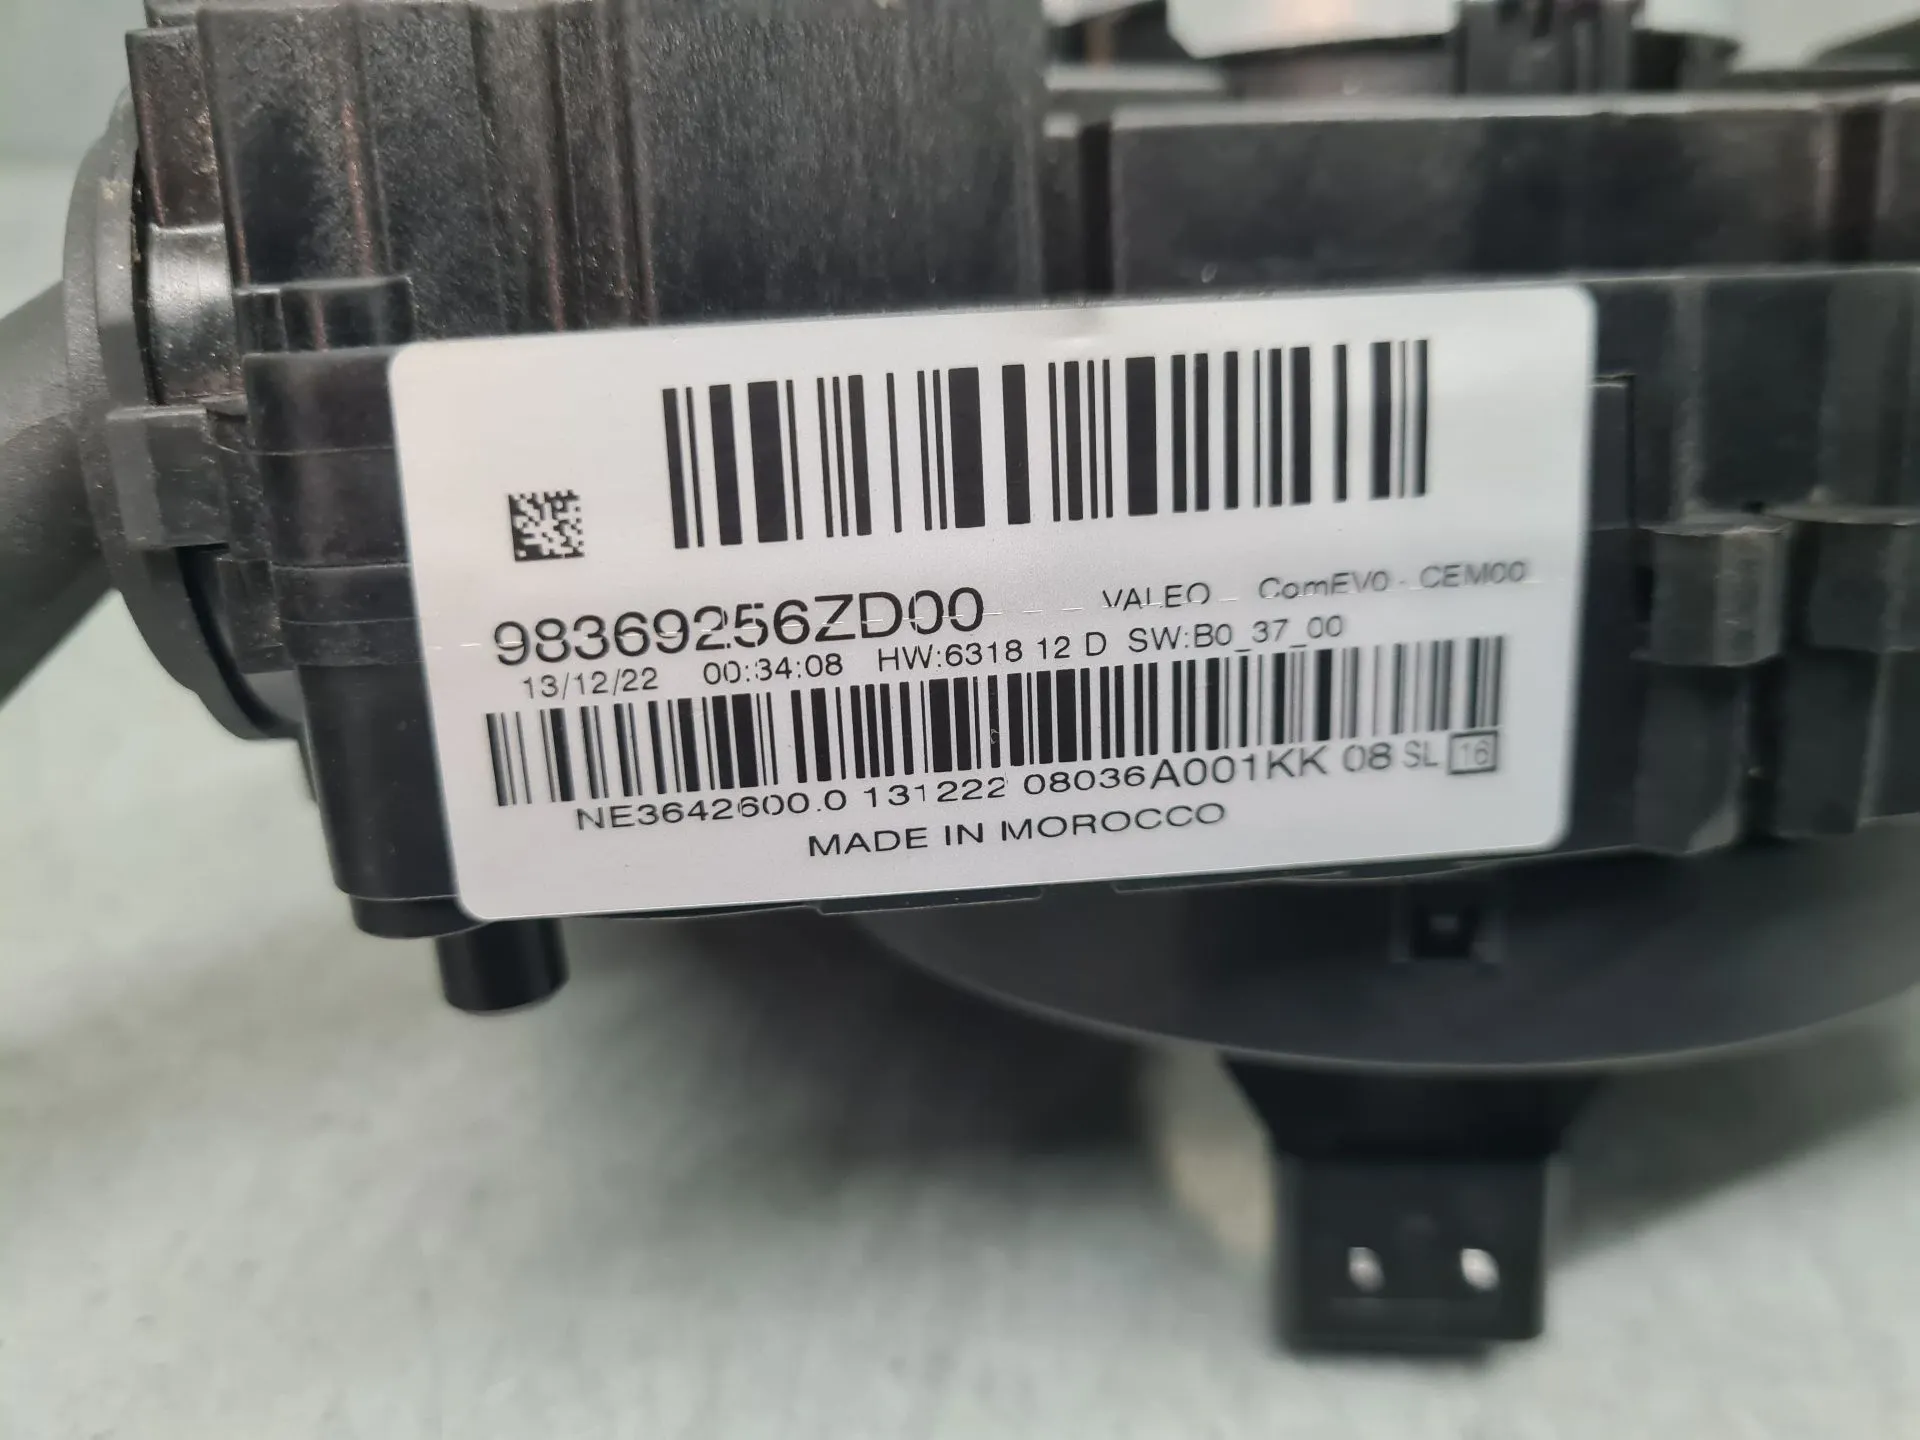 98369256ZD00 VALEO ComEVO - CEM00
13/12/22 00:34:08 HW:6318 12 D SW:B0_37_00
NE3642600.0 131222 08036A001KK 08 SL 16
MADE IN MOROCCO